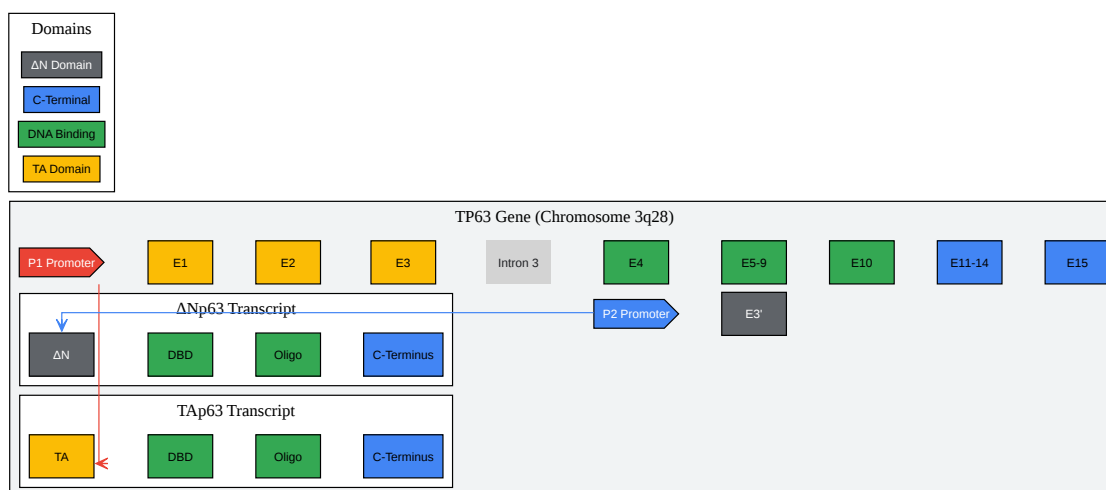 Domains
ΔN Domain
C-Terminal
DNA Binding
TA Domain
TP63 Gene (Chromosome 3q28)
P1 Promoter
E1
E2
E3
Intron 3
E4
E5-9
E10
E11-14
E15
ΔNp63 Transcript
P2 Promoter
E3'
ΔN
DBD
Oligo
C-Terminus
TAp63 Transcript
TA
DBD
Oligo
C-Terminus